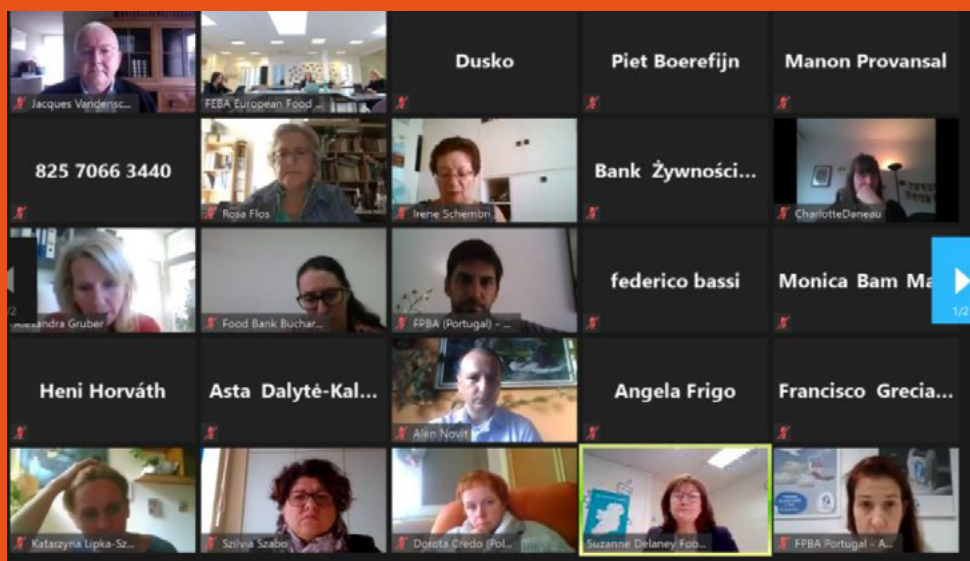 Jacques Vandensc...
FEBA European Food ...
Dusko
Piet Boerefijn
Manon Provansal
825 7066 3440
Rosa Flos
Irene Schembri
Bank Żywności...
CharlotteDaneau
Alexandra Gruber
Food Bank Buchar...
FPBA (Portugal) - ...
federico bassi
Monica Bam Ma
1/2
Heni Horváth
Asta Dalytė-Kal...
Alen Novit
Angela Frigo
Francisco Grecia...
Katarzyna Lipka-Sz...
Szilvia Szabo
Dorota Credo (Pol...
Suzanne Delaney Foo...
FPBA Portugal - A...